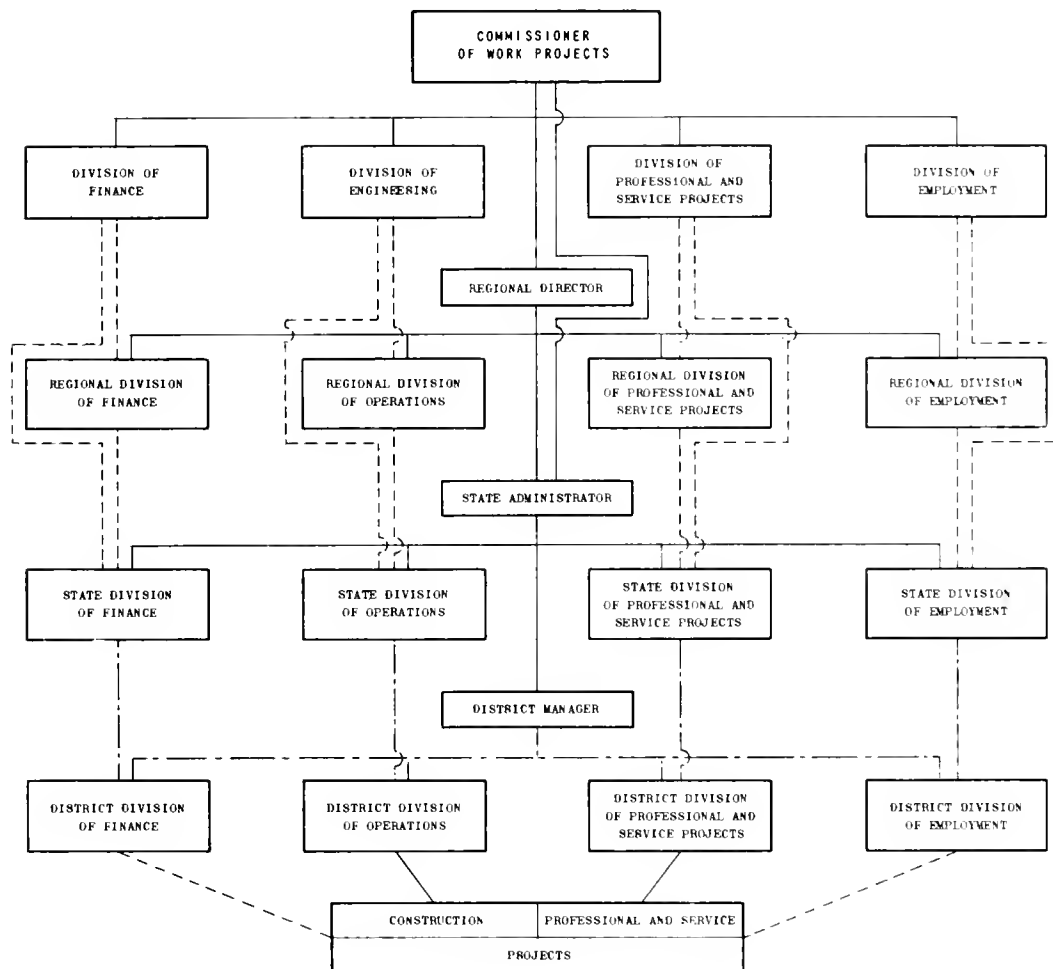 COMMISSIONER
OF WORK PROJECTS
DIVISION OF
FINANCE
DIVISION OF
ENGINEERING
DIVISION OF
PROFESSIONAL AND
SERVICE PROJECTS
DIVISION OF
EMPLOYMENT
REGIONAL DIRECTOR
REGIONAL DIVISION
OF FINANCE
REGIONAL DIVISION
OF OPERATIONS
REGIONAL DIVISION
OF PROFESSIONAL AND
SERVICE PROJECTS
REGIONAL DIVISION
OF EMPLOYMENT
STATE ADMINISTRATOR
STATE DIVISION
OF FINANCE
STATE DIVISION
OF OPERATIONS
STATE DIVISION
OF PROFESSIONAL AND
SERVICE PROJECTS
STATE DIVISION
OF EMPLOYMENT
DISTRICT MANAGER
DISTRICT DIVISION
OF FINANCE
DISTRICT DIVISION
OF OPERATIONS
DISTRICT DIVISION
OF PROFESSIONAL AND
SERVICE PROJECTS
DISTRICT DIVISION
OF EMPLOYMENT
CONSTRUCTION
PROFESSIONAL AND SERVICE
PROJECTS